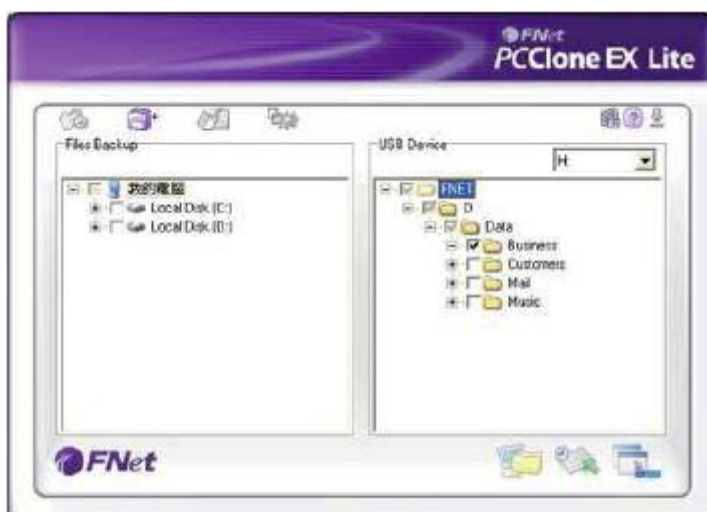 FNet
PCClone EX Lite
Files Backup
USB Device
H:
我的電腦
Local Disk (C:)
Local Disk (D:)
FNET
D
Data
Business
Customers
Mail
Music
FNet